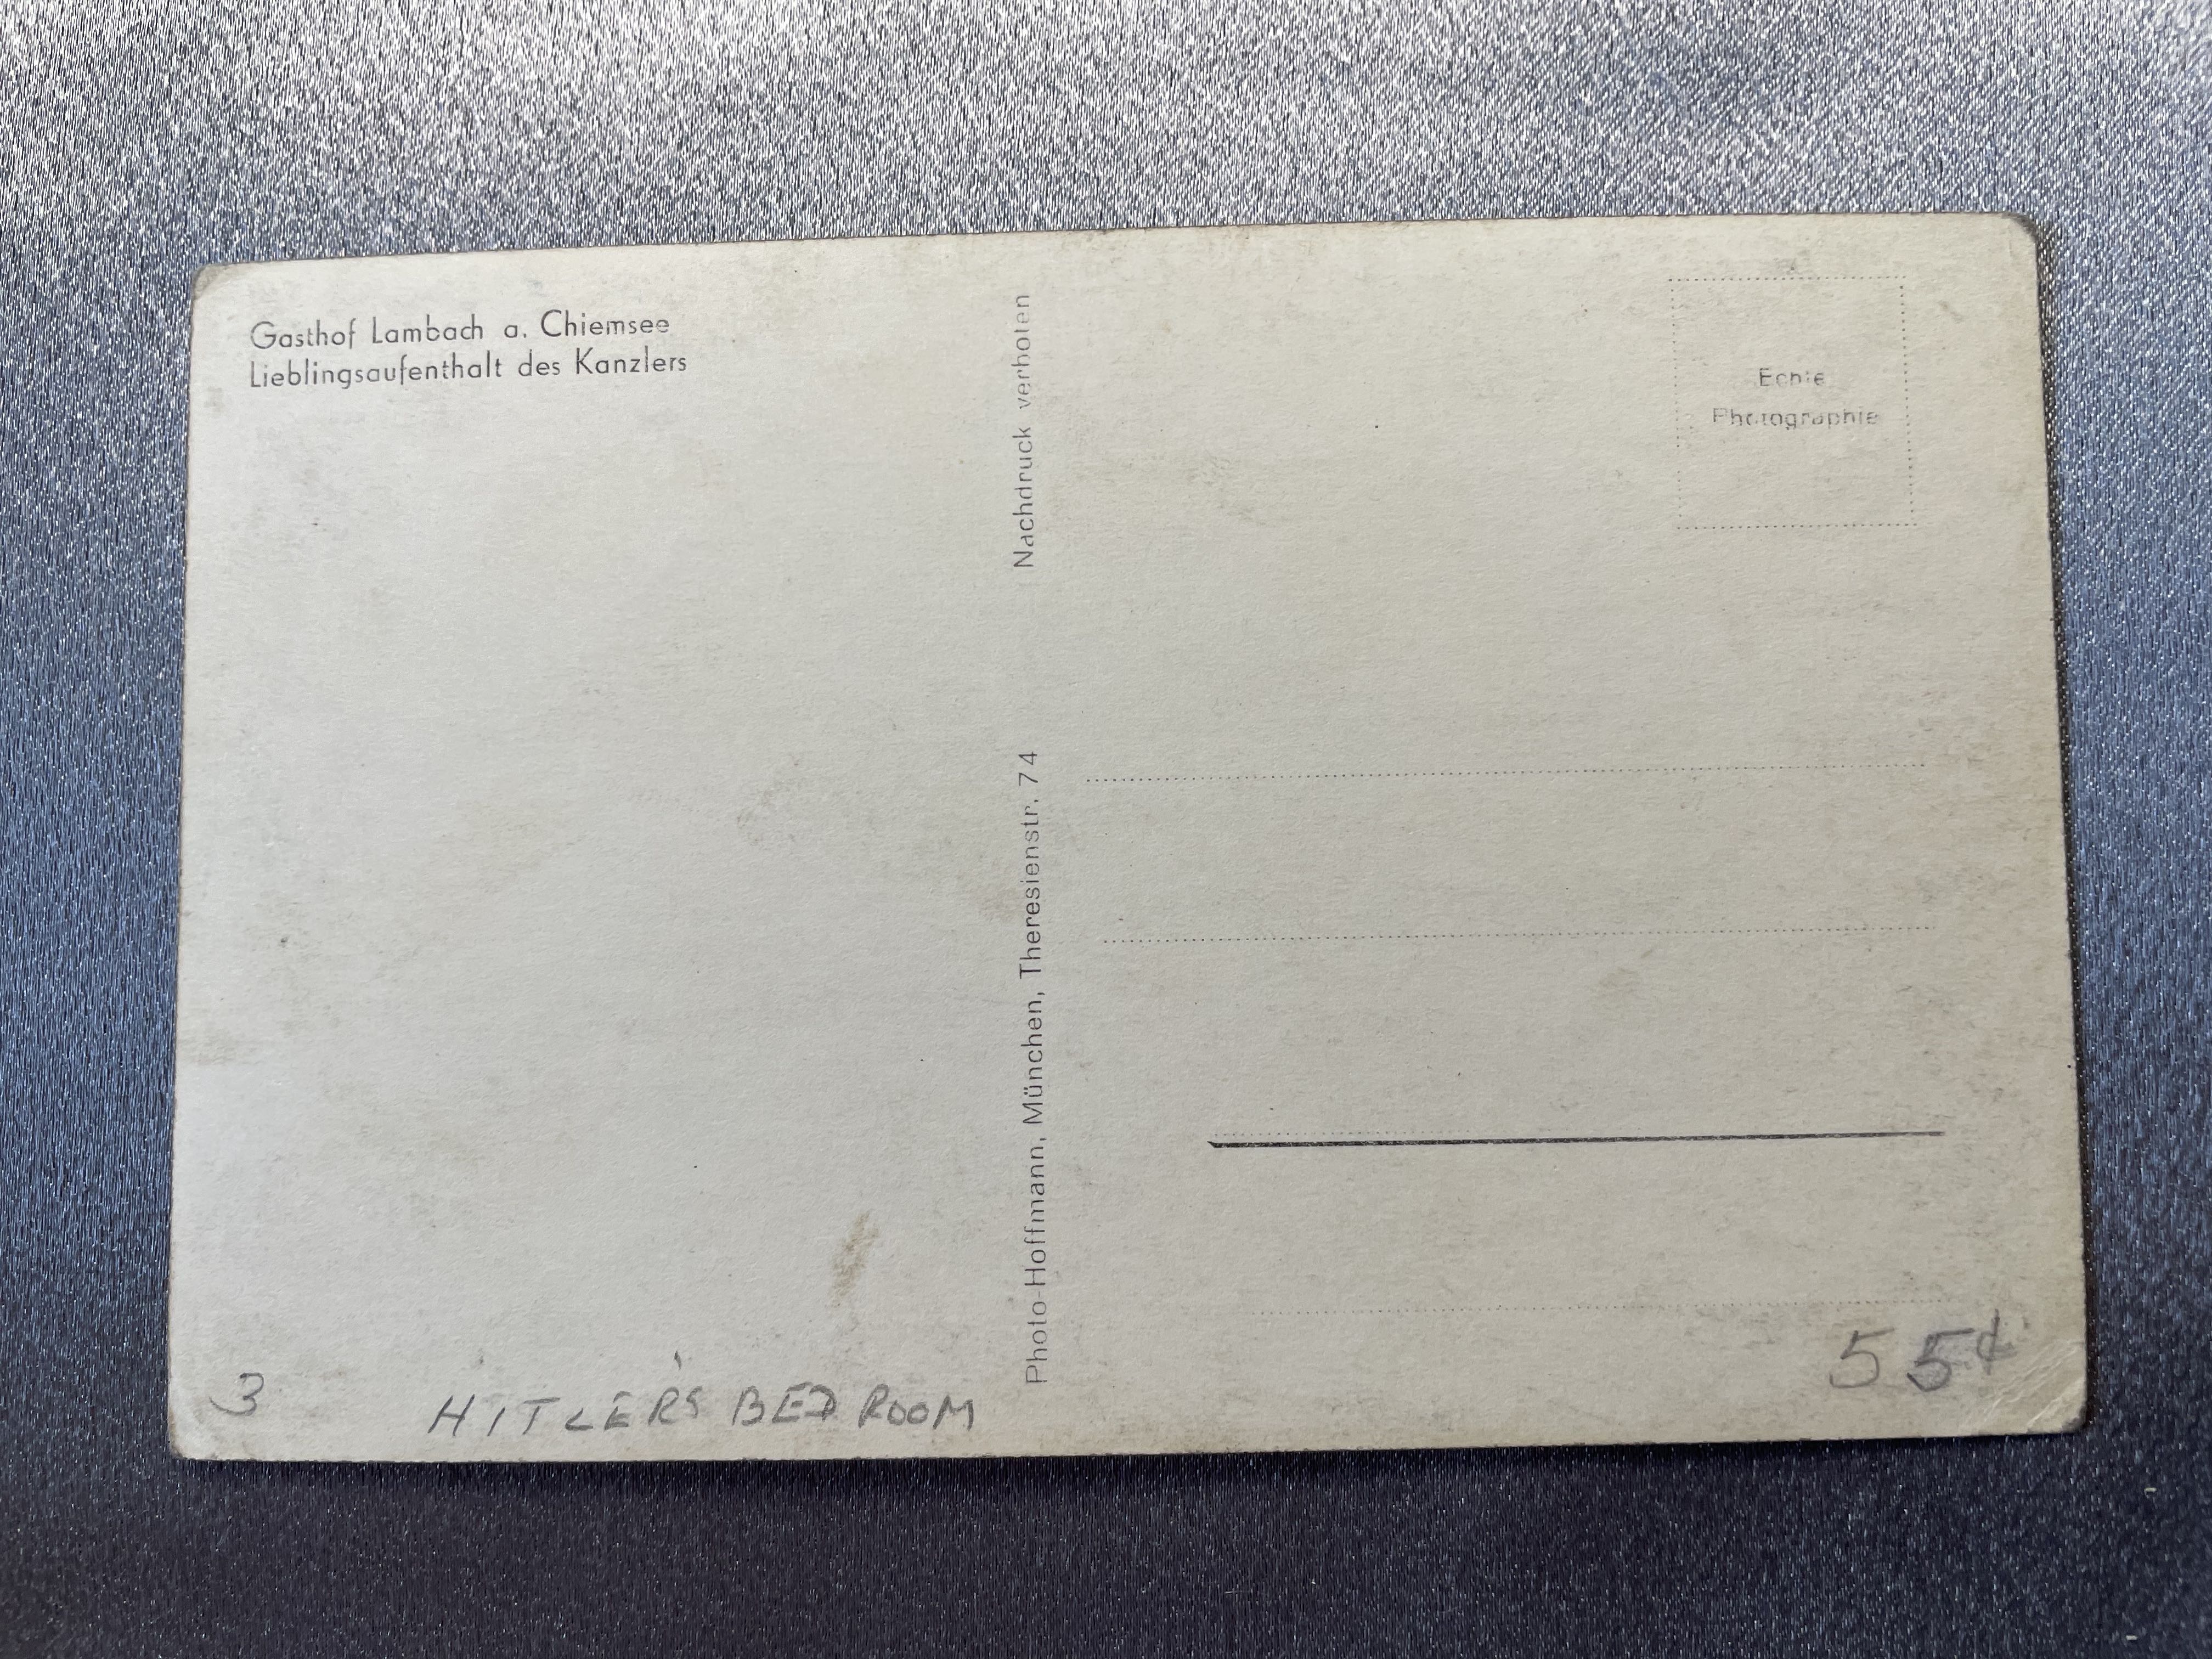 Gasthof Lambach a. Chiemsee
Lieblingsaufenthalt des Kanzlers
Nachdruck verboten
Photo-Hoffmann, München, Theresienstr. 74
Echte
Photographie
3
HITLER'S BED ROOM
55¢